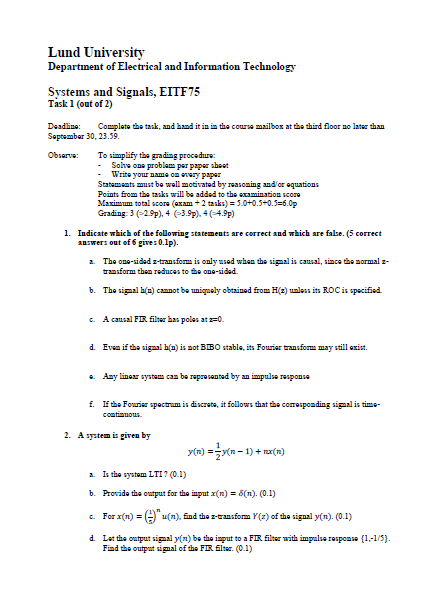 Lund University
Department of Electrical and Information Technology
Systems and Signals, EITF75
Task 1 (out of 2)
Deadline: Complete the task, and hand it in in the course mailbox at the third floor no later than
September 30, 23.59.
Observe: To simplify the grading procedure:
- Solve one problem per paper sheet
- Write your name on every paper
Statements must be well motivated by reasoning and/or equations
Points from the tasks will be added to the examination score
Maximum total score (exam + 2 tasks) = 5.0+0.5+0.5=6.0p
Grading: 3 (>2.9p), 4 (>3.9p), 4 (>4.9p)
1. Indicate which of the following statements are correct and which are false. (5 correct
answers out of 6 gives 0.1p).
a. The one-sided z-transform is only used when the signal is causal, since the normal z-
transform then reduces to the one-sided.
b. The signal h(n) cannot be uniquely obtained from H(z) unless its ROC is specified.
c. A causal FIR filter has poles at z=0.
d. Even if the signal h(n) is not BIBO stable, its Fourier transform may still exist.
e. Any linear system can be represented by an impulse response
f. If the Fourier spectrum is discrete, it follows that the corresponding signal is time-
continuous.
2. A system is given by
y(n) = 1/2 y(n − 1) + nx(n)
a. Is the system LTI? (0.1)
b. Provide the output for the input x(n) = δ(n). (0.1)
c. For x(n) = (1/5)^n u(n), find the z-transform Y(z) of the signal y(n). (0.1)
d. Let the output signal y(n) be the input to a FIR filter with impulse response {1,-1/5}.
Find the output signal of the FIR filter. (0.1)